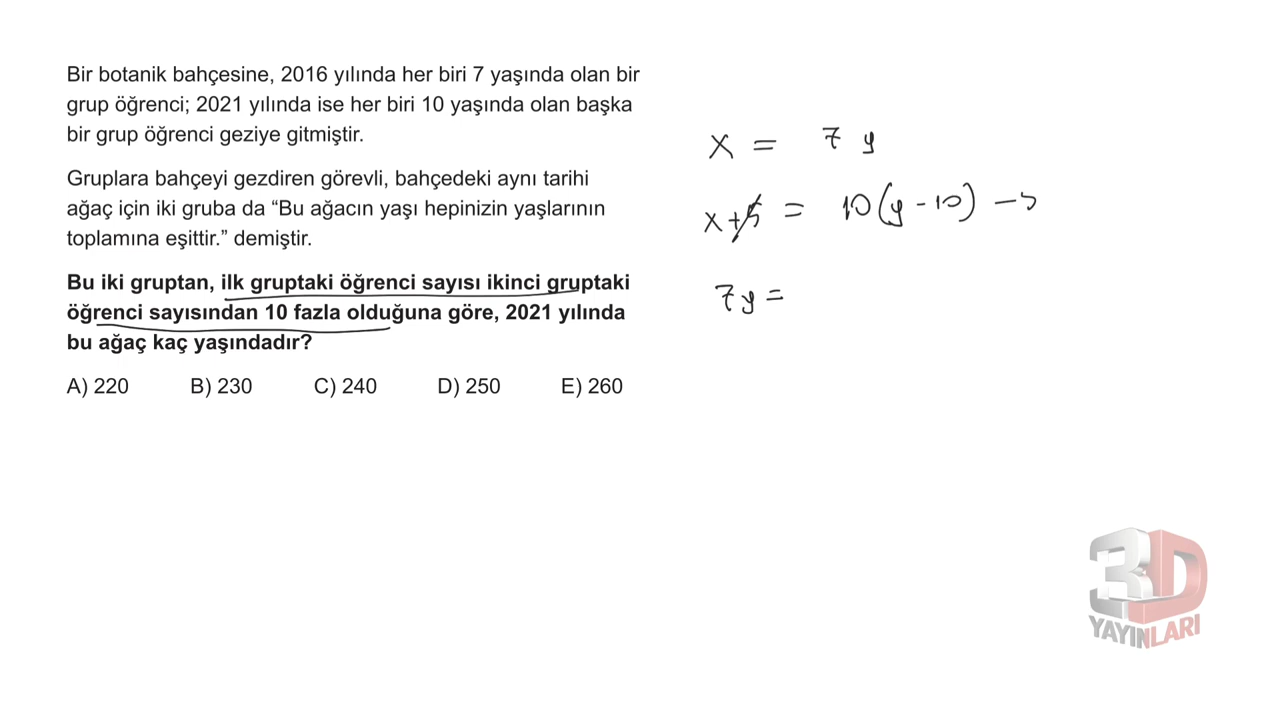 Bir botanik bahçesine, 2016 yılında her biri 7 yaşında olan bir
grup öğrenci; 2021 yılında ise her biri 10 yaşında olan başka
bir grup öğrenci geziye gitmiştir.
Gruplara bahçeyi gezdiren görevli, bahçedeki aynı tarihi
ağaç için iki gruba da “Bu ağacın yaşı hepinizin yaşlarının
toplamına eşittir.” demiştir.
Bu iki gruptan, ilk gruptaki öğrenci sayısı ikinci gruptaki
öğrenci sayısından 10 fazla olduğuna göre, 2021 yılında
bu ağaç kaç yaşındadır?
A) 220 B) 230 C) 240 D) 250 E) 260
x = 7 y
x + 5 = 10(y - 10) - 5
7y =
3D
YAYINLARI